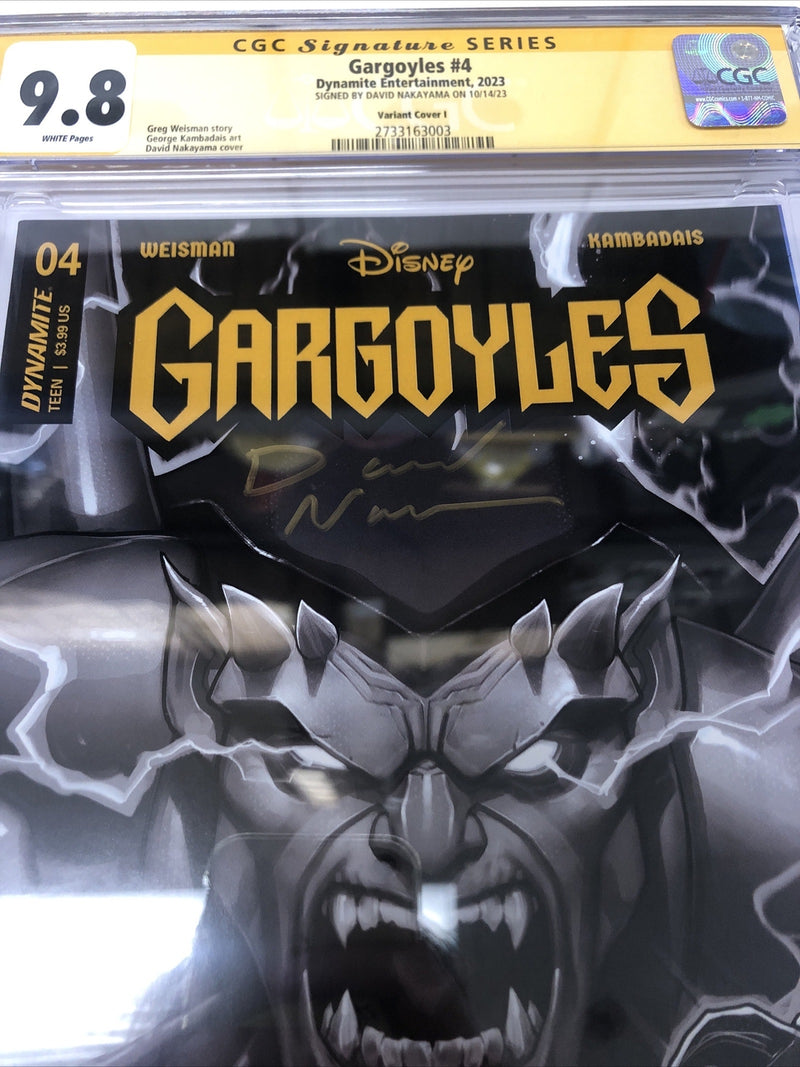 CGC Signature SERIES
9.8
WHITE Pages
Gargoyles #4
Dynamite Entertainment, 2023
SIGNED BY DAVID NAKAYAMA ON 10/14/23
Variant Cover I
2733163003
Greg Weisman story
George Kambadais art
David Nakayama cover
CGC
04
WEISMAN
DISNEY
KAMBADAIS
GARGOYLES
DYNAMITE
TEEN | $3.99 US